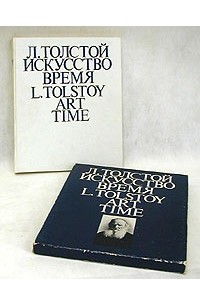 Л.ТОЛСТОЙ
ИСКУССТВО
ВРЕМЯ
L.TOLSTOY
ART
TIME
Л.ТОЛСТОЙ
ИСКУССТВО
ВРЕМЯ
L.TOLSTOY
ART
TIME